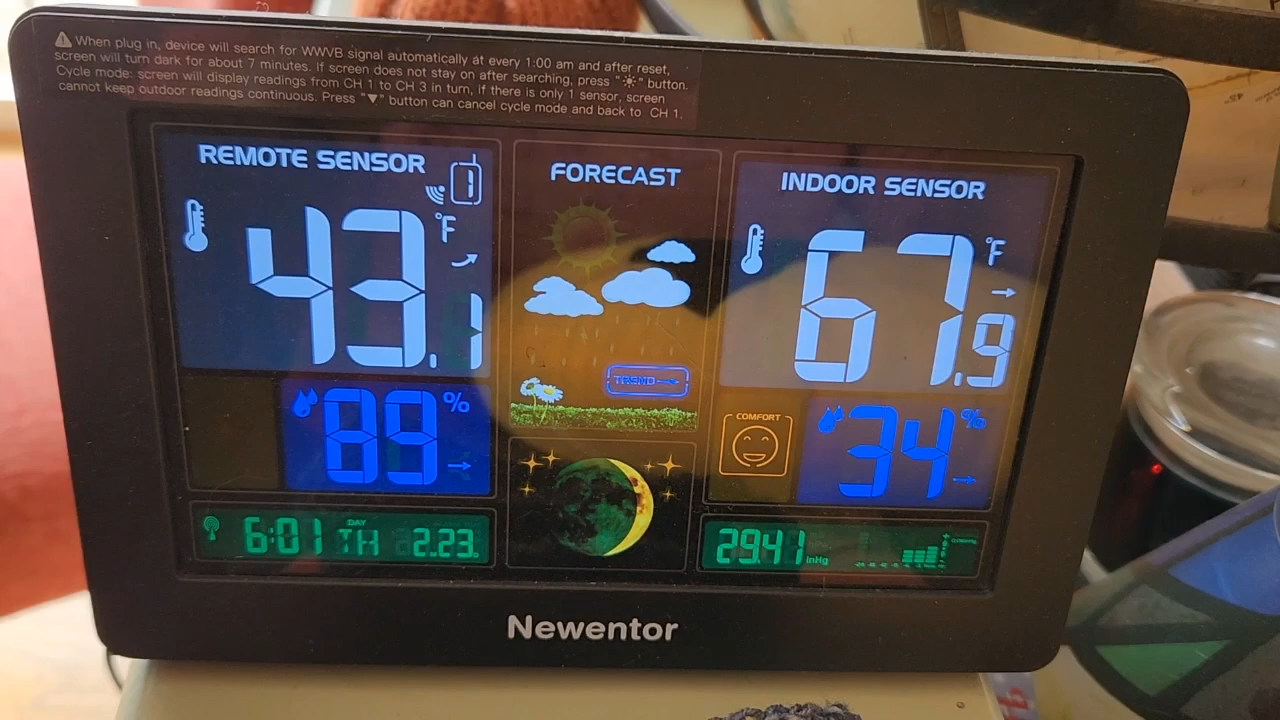 ⚠ When plug in, device will search for WWVB signal automatically at every 1:00 am and after reset,
screen will turn dark for about 7 minutes. If screen does not stay on after searching, press "☀" button.
Cycle mode: screen will display readings from CH 1 to CH 3 in turn, if there is only 1 sensor, screen
cannot keep outdoor readings continuous. Press "▼" button can cancel cycle mode and back to CH 1.
REMOTE SENSOR
1
43.1 °F
89 %
6:01 DAY TH 2.23
FORECAST
TREND
INDOOR SENSOR
67.9 °F
COMFORT
34 %
29.41 inHg
Newentor